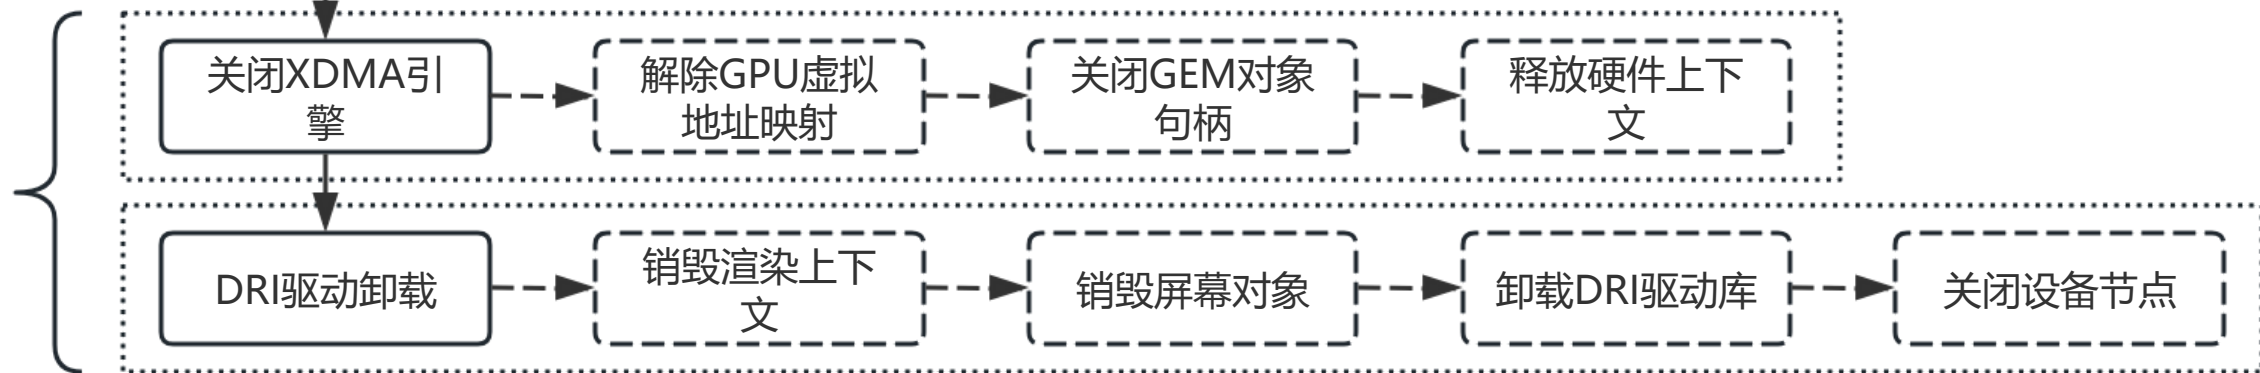 关闭XDMA引
擎
解除GPU虚拟
地址映射
关闭GEM对象
句柄
释放硬件上下
文
DRI驱动卸载
销毁渲染上下
文
销毁屏幕对象
卸载DRI驱动库
关闭设备节点